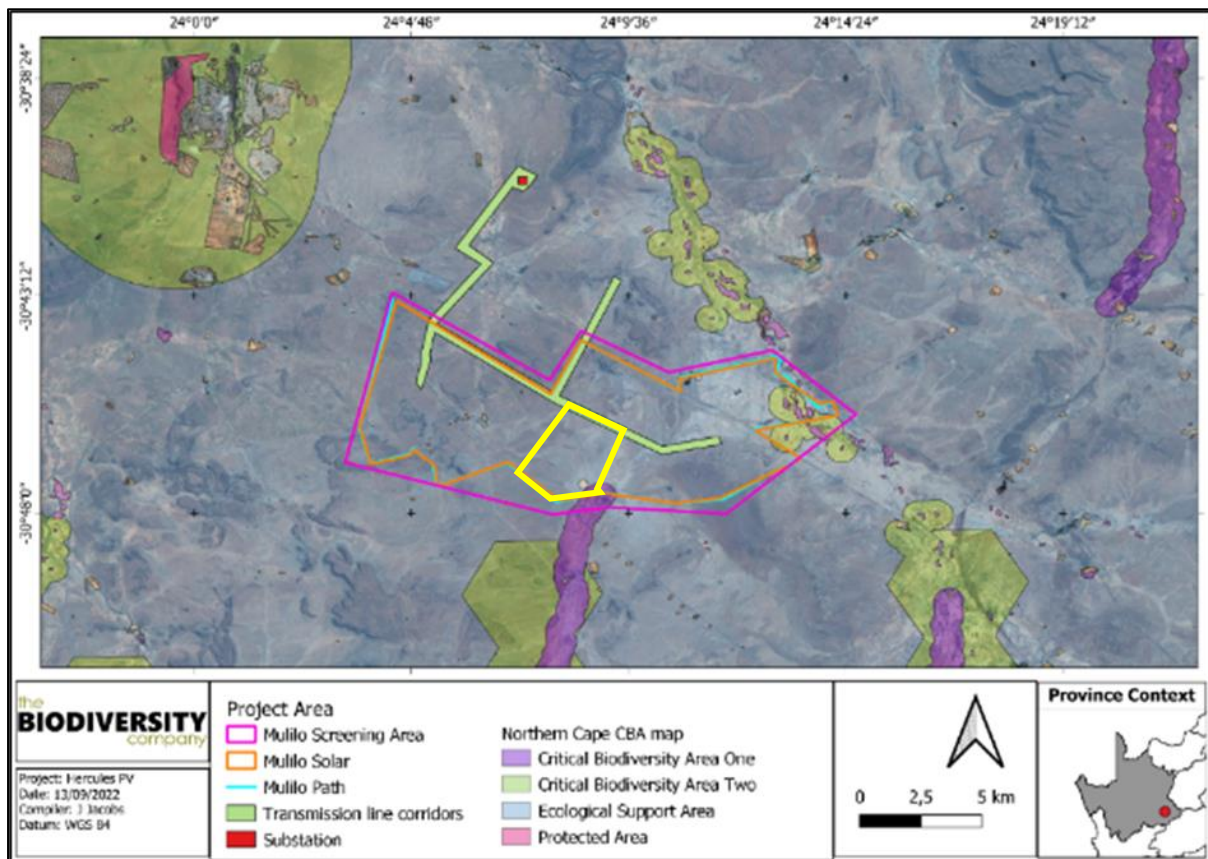 24°0'0" 24°4'48" 24°9'36" 24°14'24" 24°19'12"
-30°38'24"
-30°43'12"
-30°48'0"
the
BIODIVERSITY
company
Project: Hercules PV
Date: 13/09/2022
Compiler: J Jacobs
Datum: WGS 84
Project Area
Mulilo Screening Area
Mulilo Solar
Mulilo Path
Transmission line corridors
Substation
Northern Cape CBA map
Critical Biodiversity Area One
Critical Biodiversity Area Two
Ecological Support Area
Protected Area
0 2,5 5 km
Province Context